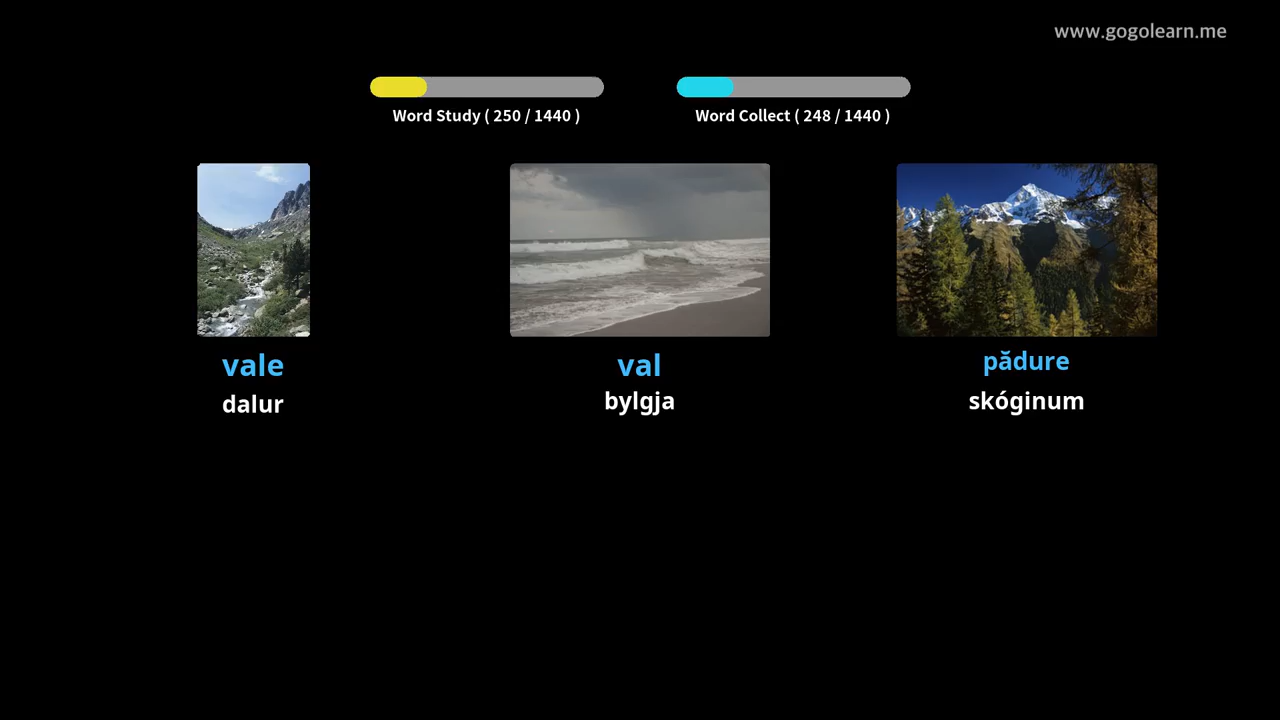 www.gogolearn.me
Word Study ( 250 / 1440 )
Word Collect ( 248 / 1440 )
vale
dalur
val
bylgja
pădure
skóginum